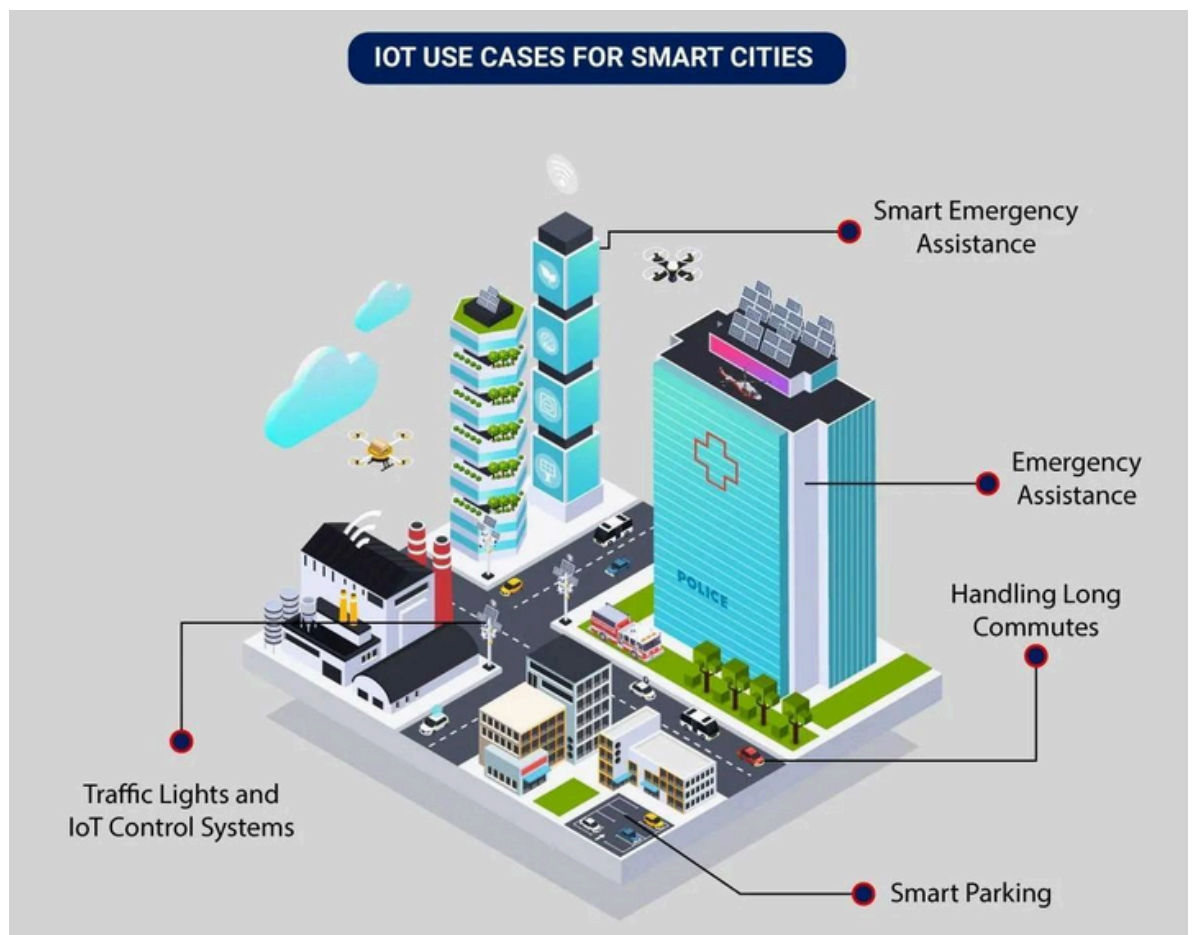 IOT USE CASES FOR SMART CITIES
Smart Emergency
Assistance
Emergency
Assistance
POLICE
Handling Long
Commutes
Traffic Lights and
IoT Control Systems
Smart Parking